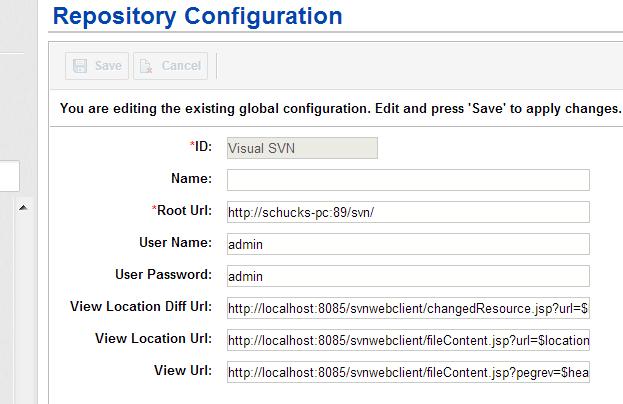 Repository Configuration
Save Cancel
You are editing the existing global configuration. Edit and press 'Save' to apply changes.
*ID: Visual SVN
Name:
*Root Url: http://schucks-pc:89/svn/
User Name: admin
User Password: admin
View Location Diff Url: http://localhost:8085/svnwebclient/changedResource.jsp?url=$
View Location Url: http://localhost:8085/svnwebclient/fileContent.jsp?url=$location
View Url: http://localhost:8085/svnwebclient/fileContent.jsp?pegrev=$hea